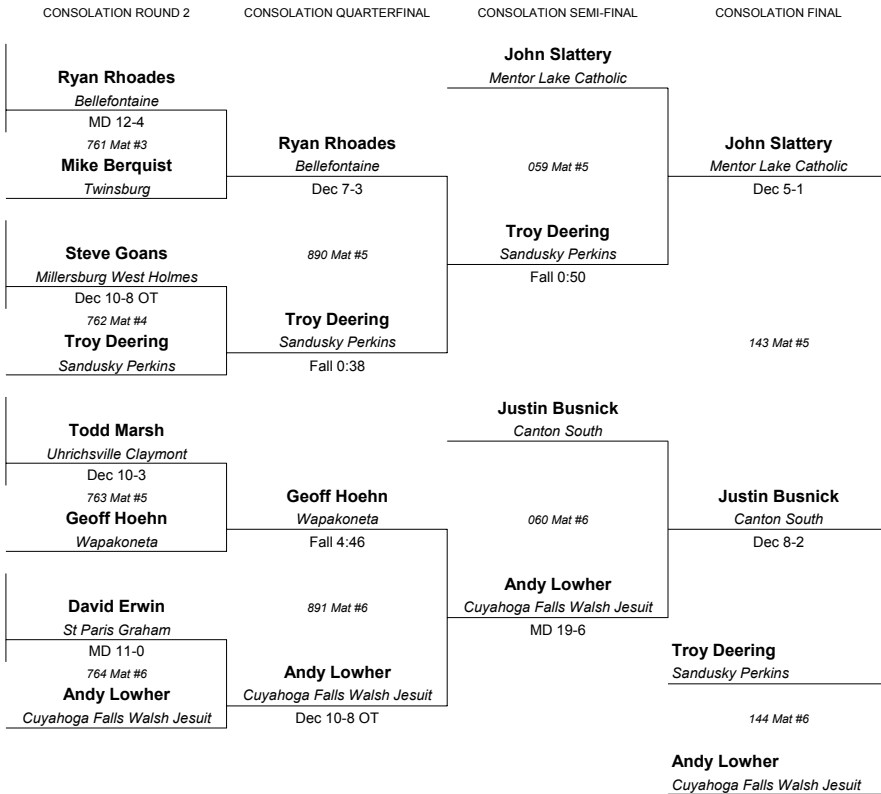 CONSOLATION ROUND 2
CONSOLATION QUARTERFINAL
CONSOLATION SEMI-FINAL
CONSOLATION FINAL
Ryan Rhoades
Bellefontaine
MD 12-4
761 Mat #3
Mike Berquist
Twinsburg
Steve Goans
Millersburg West Holmes
Dec 10-8 OT
762 Mat #4
Troy Deering
Sandusky Perkins
Todd Marsh
Uhrichsville Claymont
Dec 10-3
763 Mat #5
Geoff Hoehn
Wapakoneta
David Erwin
St Paris Graham
MD 11-0
764 Mat #6
Andy Lowher
Cuyahoga Falls Walsh Jesuit
Ryan Rhoades
Bellefontaine
Dec 7-3
890 Mat #5
Troy Deering
Sandusky Perkins
Fall 0:38
Geoff Hoehn
Wapakoneta
Fall 4:46
891 Mat #6
Andy Lowher
Cuyahoga Falls Walsh Jesuit
Dec 10-8 OT
John Slattery
Mentor Lake Catholic
059 Mat #5
Troy Deering
Sandusky Perkins
Fall 0:50
Justin Busnick
Canton South
060 Mat #6
Andy Lowher
Cuyahoga Falls Walsh Jesuit
MD 19-6
John Slattery
Mentor Lake Catholic
Dec 5-1
143 Mat #5
Justin Busnick
Canton South
Dec 8-2
Troy Deering
Sandusky Perkins
144 Mat #6
Andy Lowher
Cuyahoga Falls Walsh Jesuit